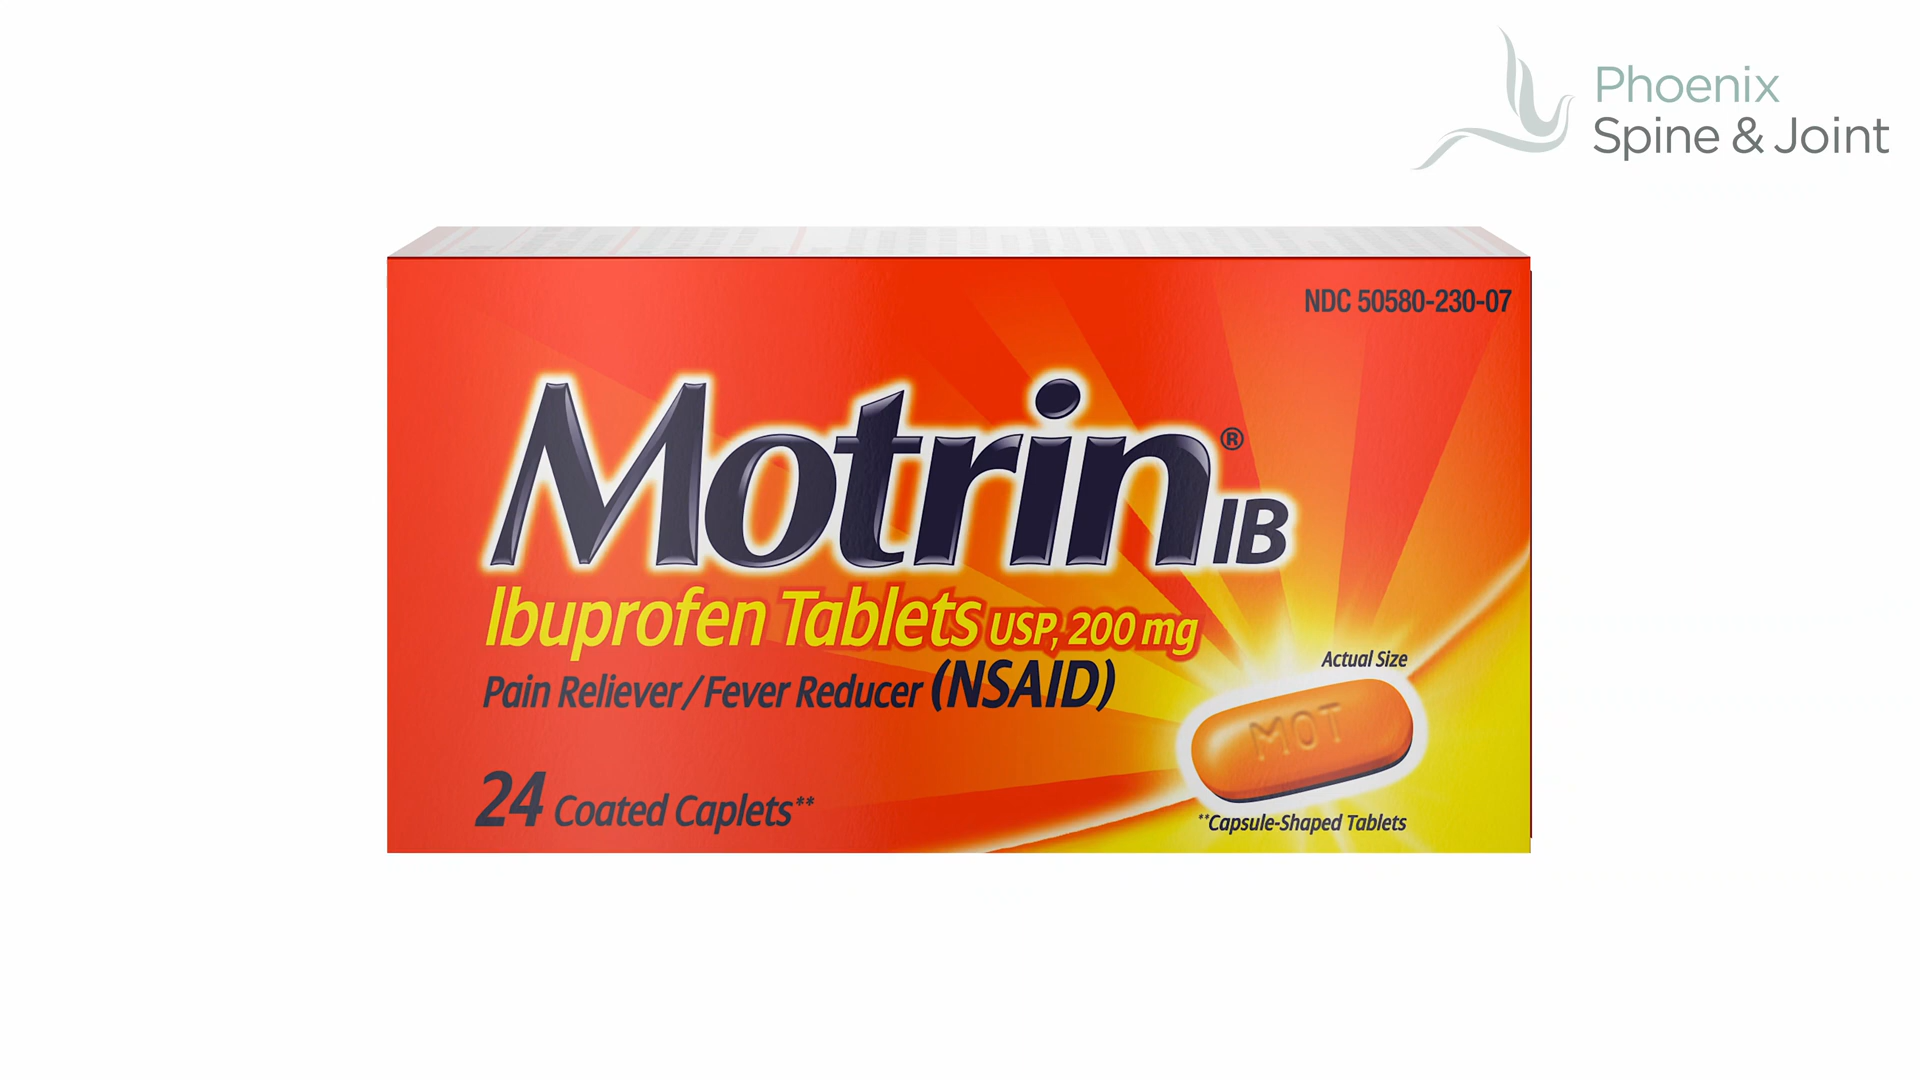 Phoenix
Spine & Joint
NDC 50580-230-07
Motrin® IB
Ibuprofen Tablets USP, 200 mg
Pain Reliever/Fever Reducer (NSAID)
Actual Size
MOT
24 Coated Caplets**
**Capsule-Shaped Tablets